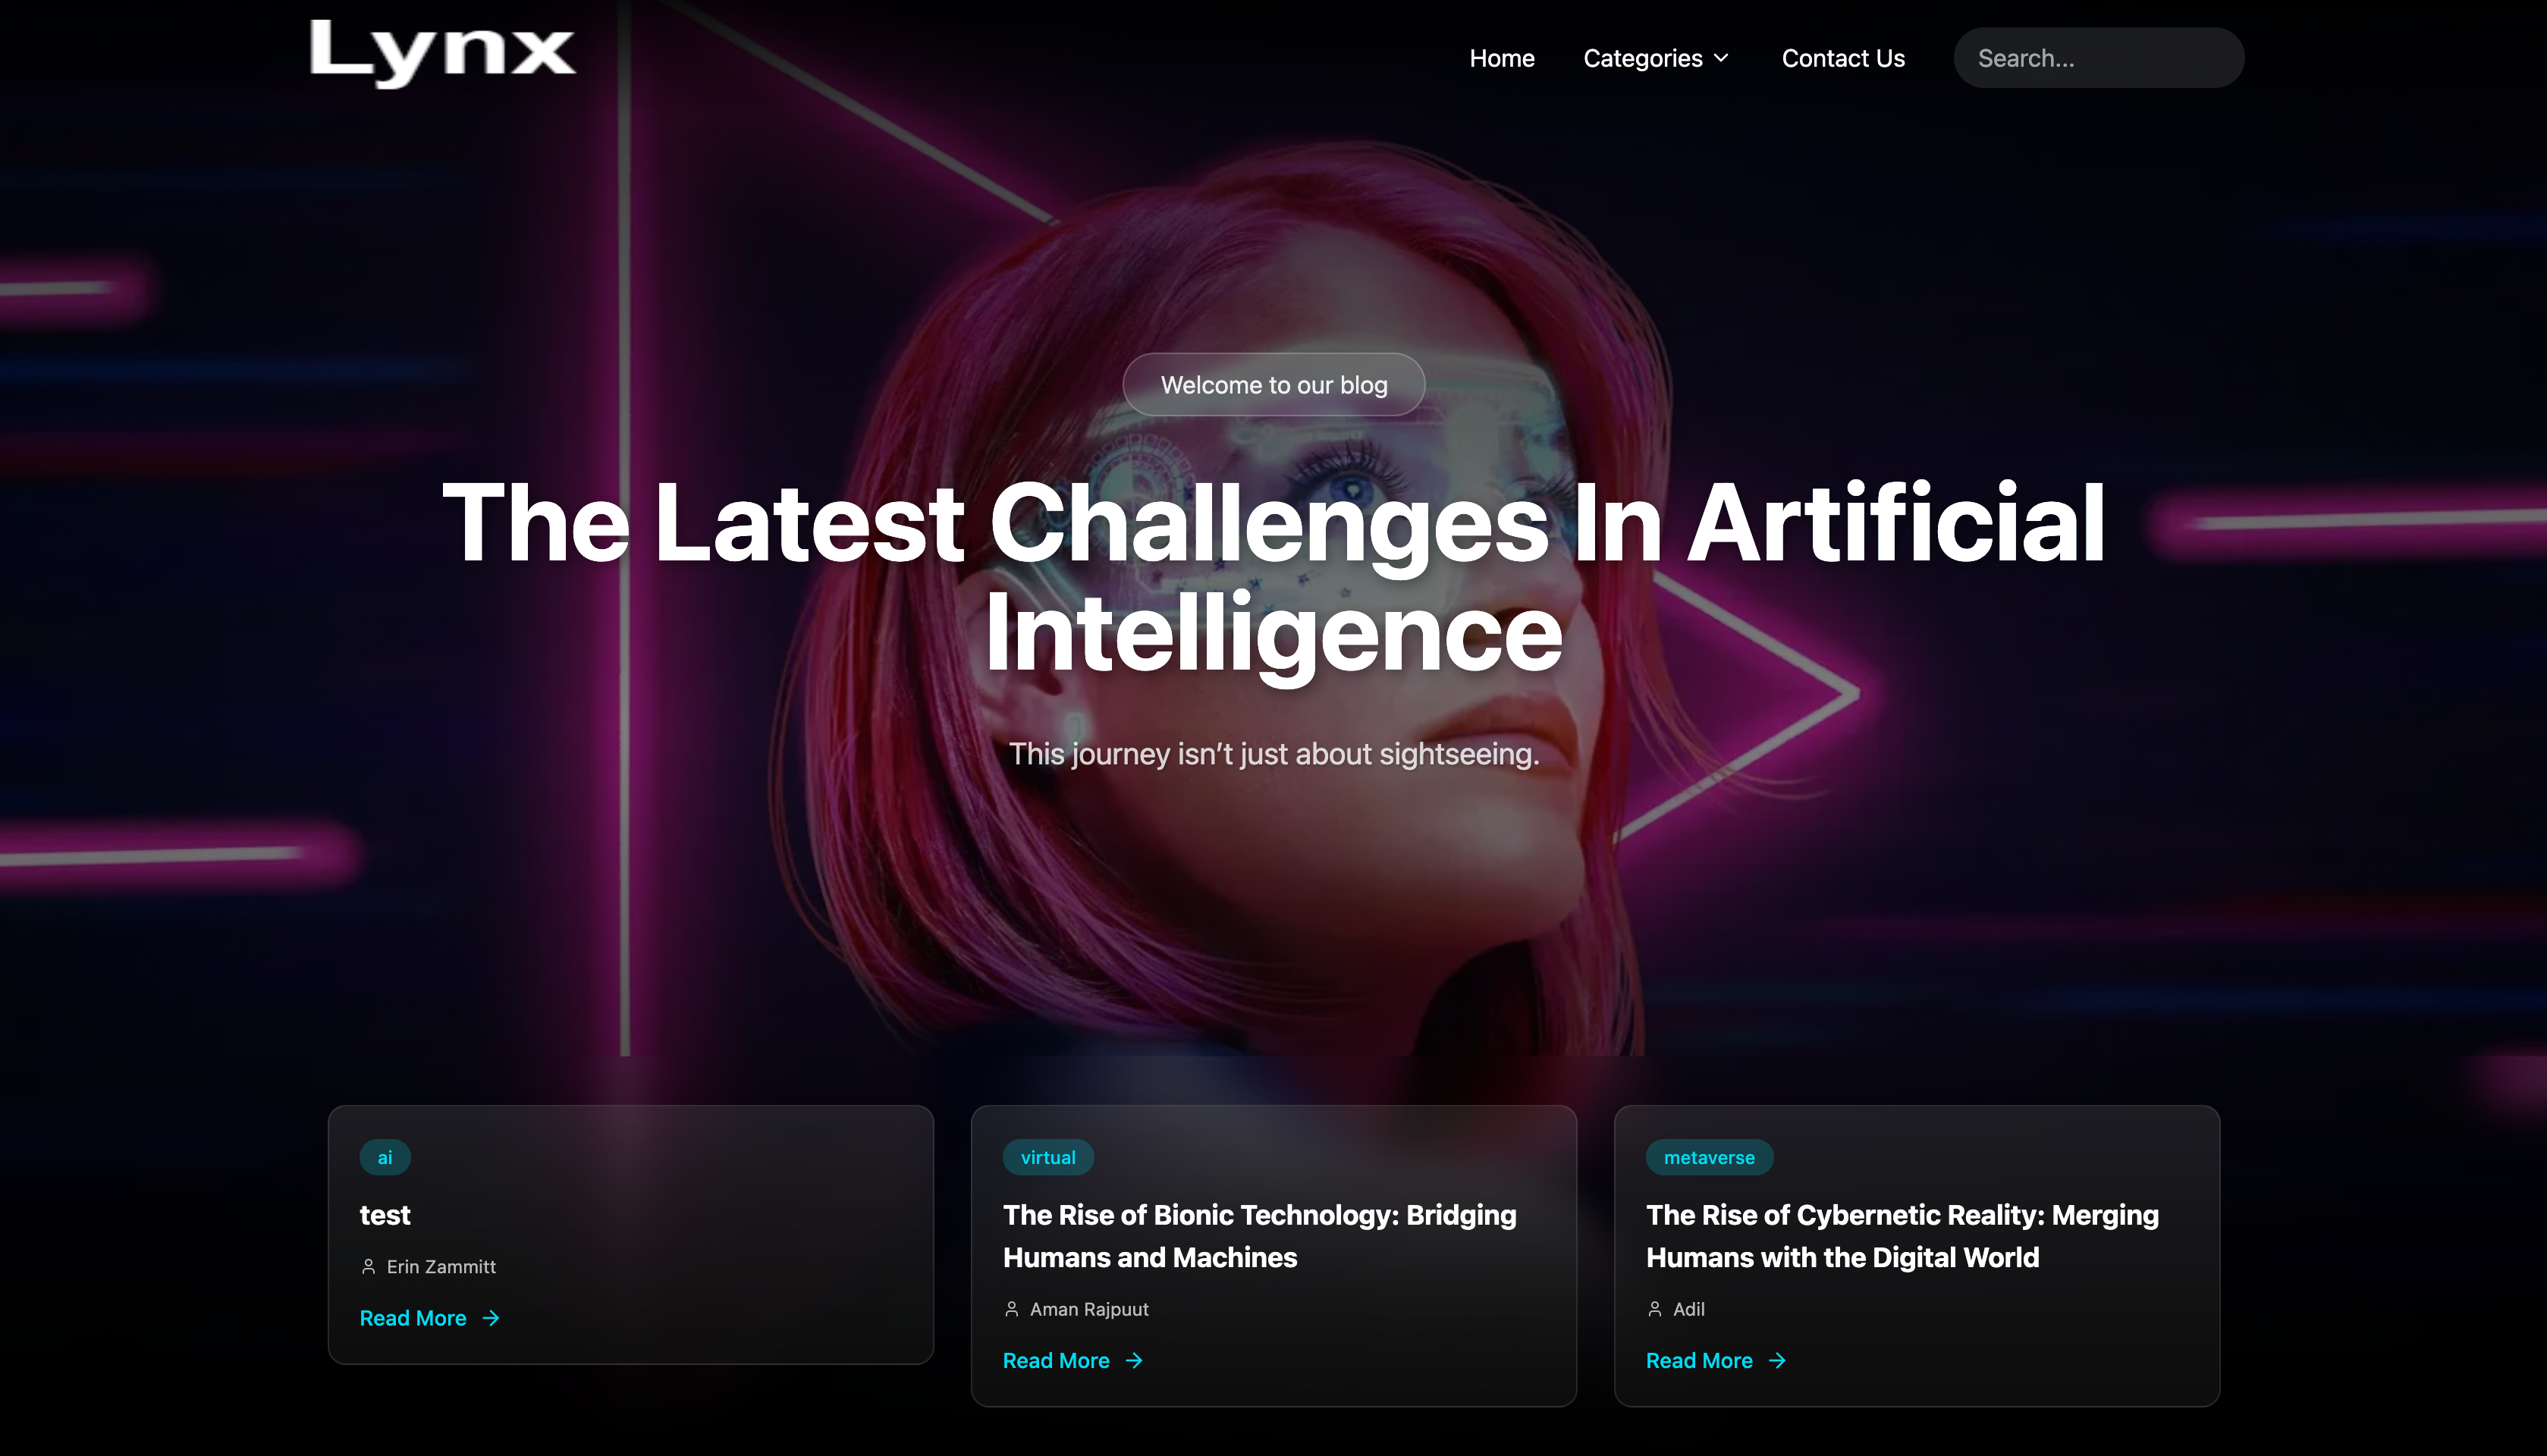 Lynx
Home
Categories
Contact Us
Search...
Welcome to our blog
The Latest Challenges In Artificial
Intelligence
This journey isn’t just about sightseeing.
ai
test
Erin Zammitt
Read More
virtual
The Rise of Bionic Technology: Bridging
Humans and Machines
Aman Rajpuut
Read More
metaverse
The Rise of Cybernetic Reality: Merging
Humans with the Digital World
Adil
Read More